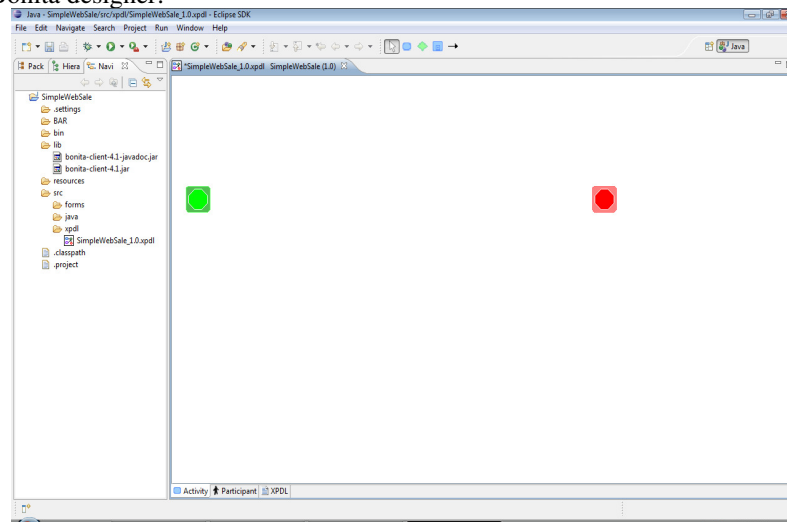 Bonita designer.
Java - SimpleWebSale/src/xpdl/SimpleWebSale_1.0.xpdl - Eclipse SDK
File Edit Navigate Search Project Run Window Help
Java
Pack Hiera Navi
*SimpleWebSale_1.0.xpdl SimpleWebSale (1.0)
SimpleWebSale
.settings
BAR
bin
lib
bonita-client-4.1-javadoc.jar
bonita-client-4.1.jar
resources
src
forms
java
xpdl
SimpleWebSale_1.0.xpdl
.classpath
.project
Activity Participant XPDL